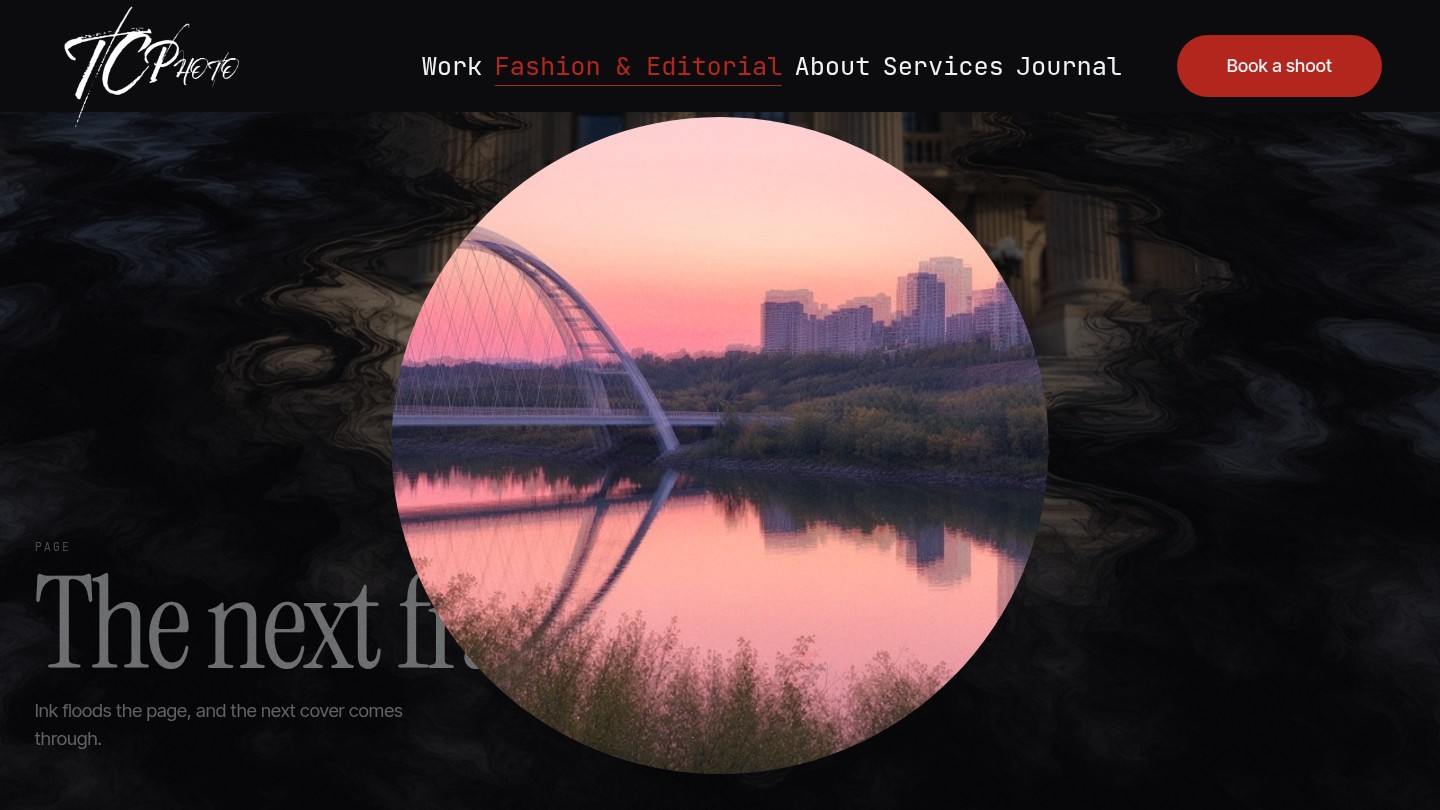 TCPHOTO
Work Fashion & Editorial About Services Journal
Book a shoot
PAGE
The next
Ink floods the page, and the next cover comes
through.